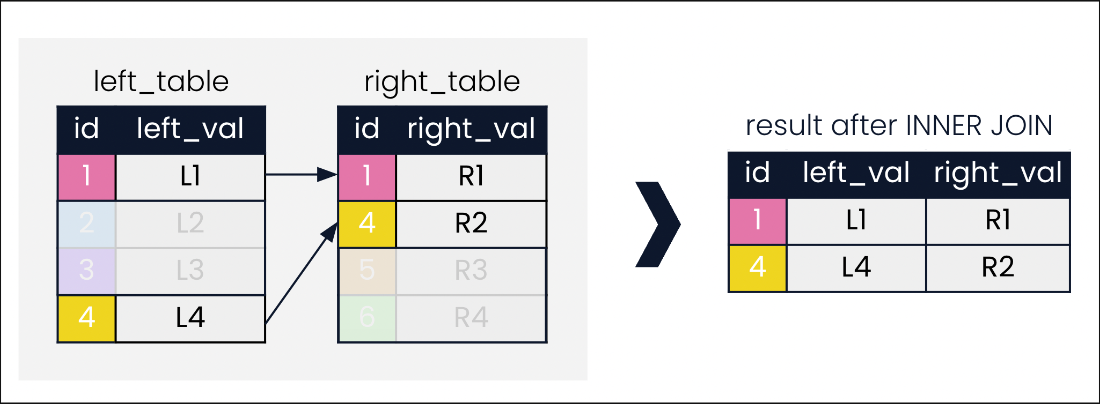 left_table
id left_val
1 L1
2 L2
3 L3
4 L4
right_table
id right_val
1 R1
4 R2
5 R3
6 R4
result after INNER JOIN
id left_val right_val
1 L1 R1
4 L4 R2